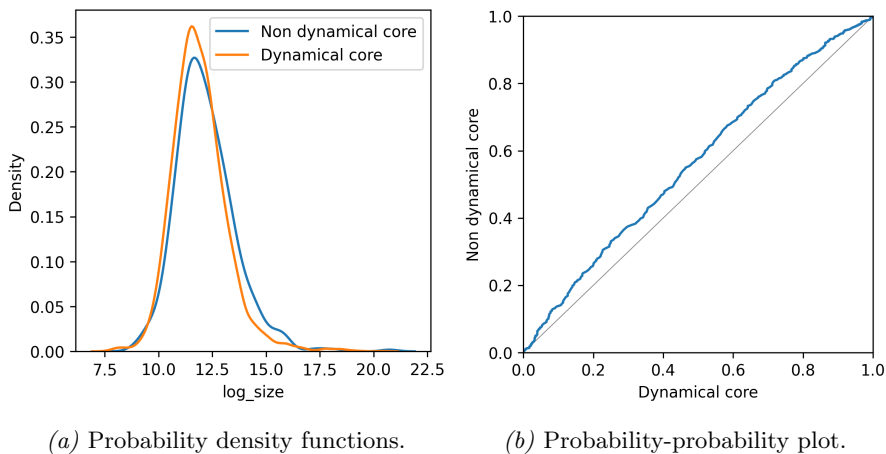 0.35
0.30
0.25
0.20
0.15
0.10
0.05
0.00
Density
Non dynamical core
Dynamical core
7.5 10.0 12.5 15.0 17.5 20.0 22.5
log_size
(a) Probability density functions.
1.0
0.8
0.6
0.4
0.2
0.0
Non dynamical core
0.0 0.2 0.4 0.6 0.8 1.0
Dynamical core
(b) Probability-probability plot.